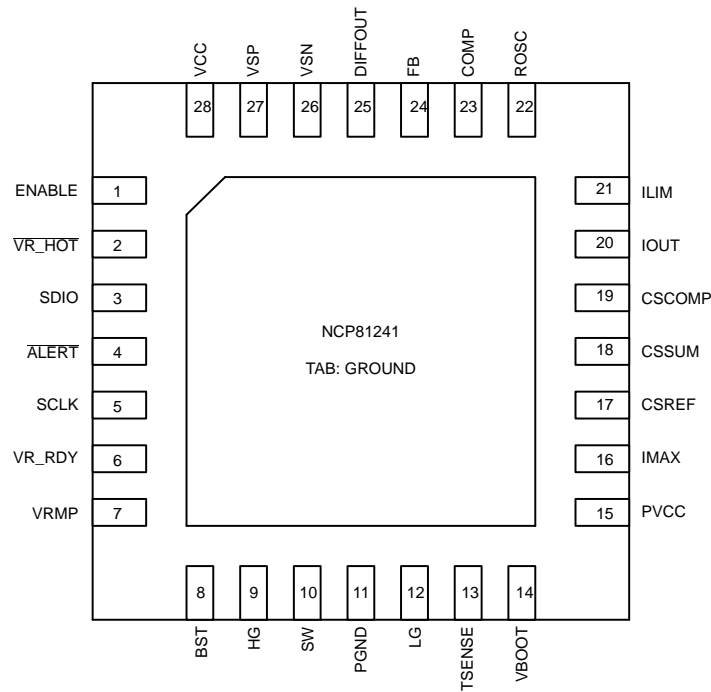 VCC
VSP
VSN
DIFFOUT
FB
COMP
ROSC
28
27
26
25
24
23
22
ENABLE 1
VR_HOT 2
SDIO 3
ALERT 4
SCLK 5
VR_RDY 6
VRMP 7
21 ILIM
20 IOUT
19 CSCOMP
18 CSSUM
17 CSREF
16 IMAX
15 PVCC
NCP81241
TAB: GROUND
8
9
10
11
12
13
14
BST
HG
SW
PGND
LG
TSENSE
VBOOT